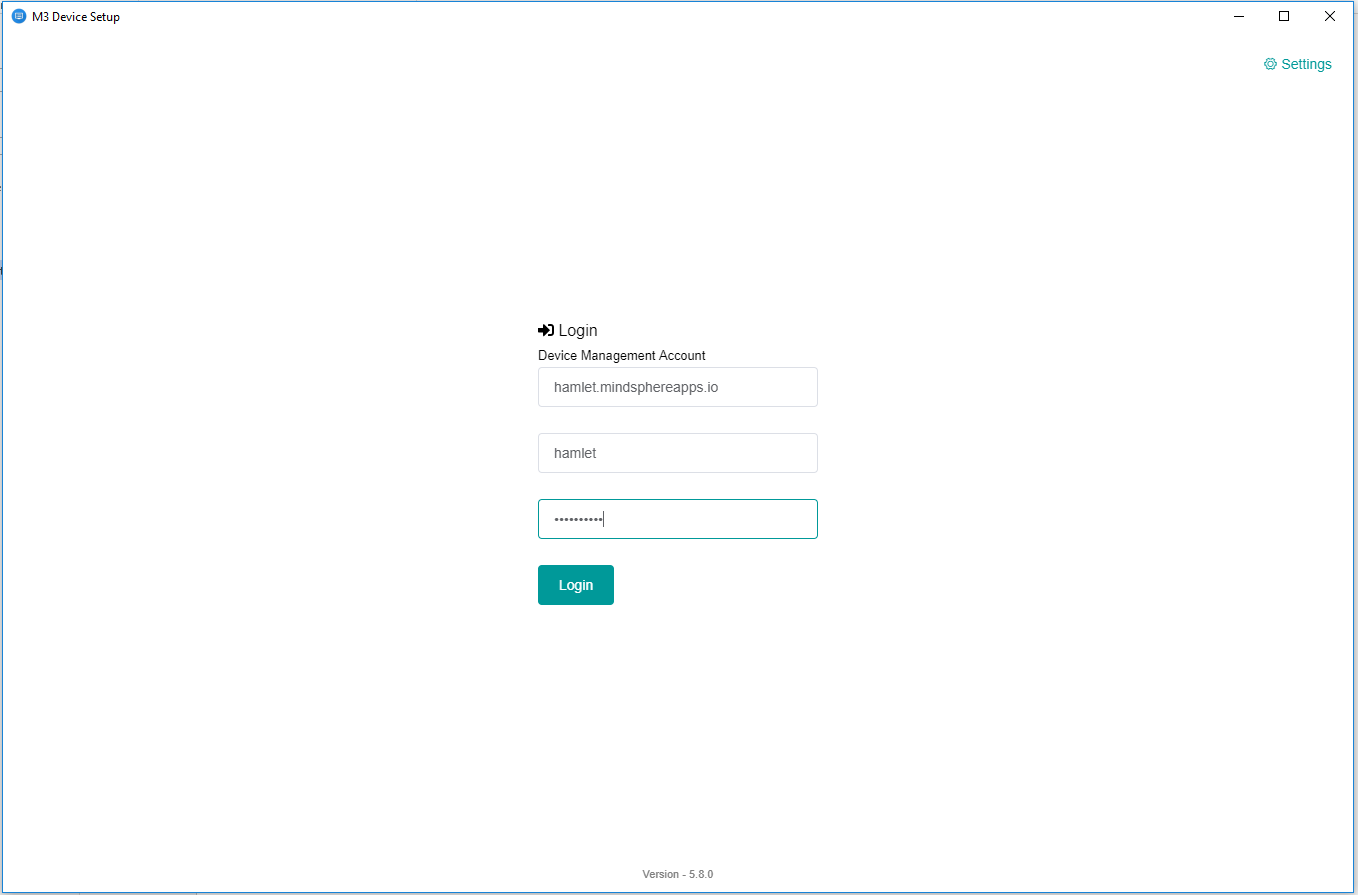 M3 Device Setup
Settings
Login
Device Management Account
hamlet.mindsphereapps.io
hamlet
••••••••••
Login
Version - 5.8.0